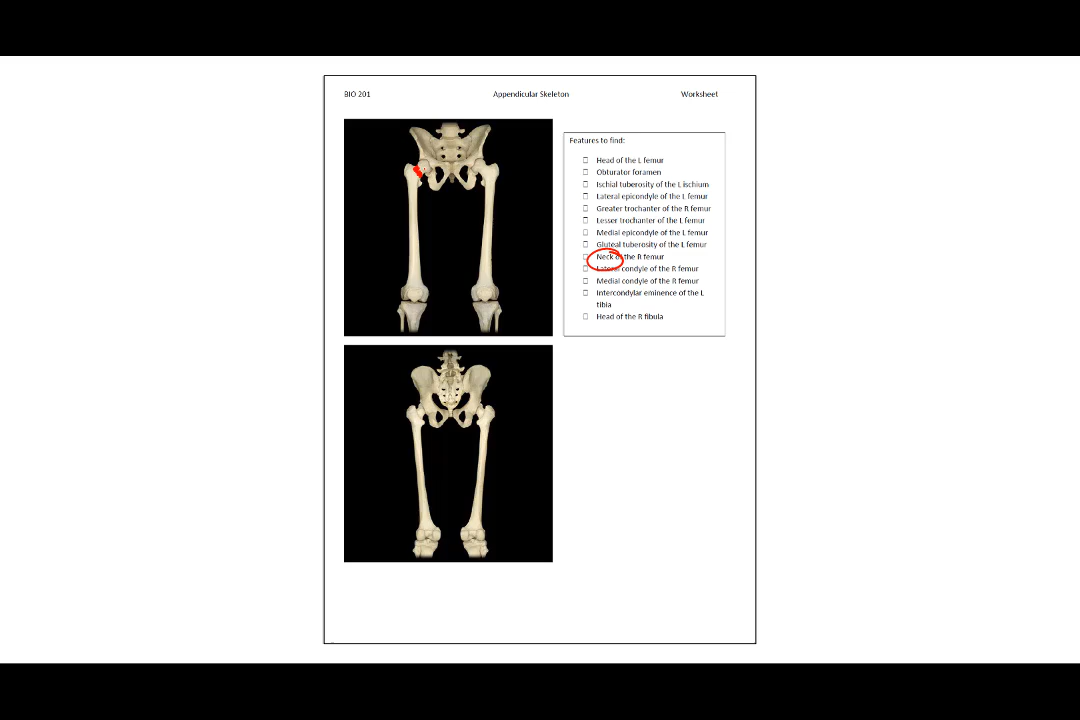 BIO 201 Appendicular Skeleton Worksheet
Features to find:
Head of the L femur
Obturator foramen
Ischial tuberosity of the L ischium
Lateral epicondyle of the L femur
Greater trochanter of the R femur
Lesser trochanter of the L femur
Medial epicondyle of the L femur
Gluteal tuberosity of the L femur
Neck of the R femur
Lateral condyle of the R femur
Medial condyle of the R femur
Intercondylar eminence of the L
tibia
Head of the R fibula